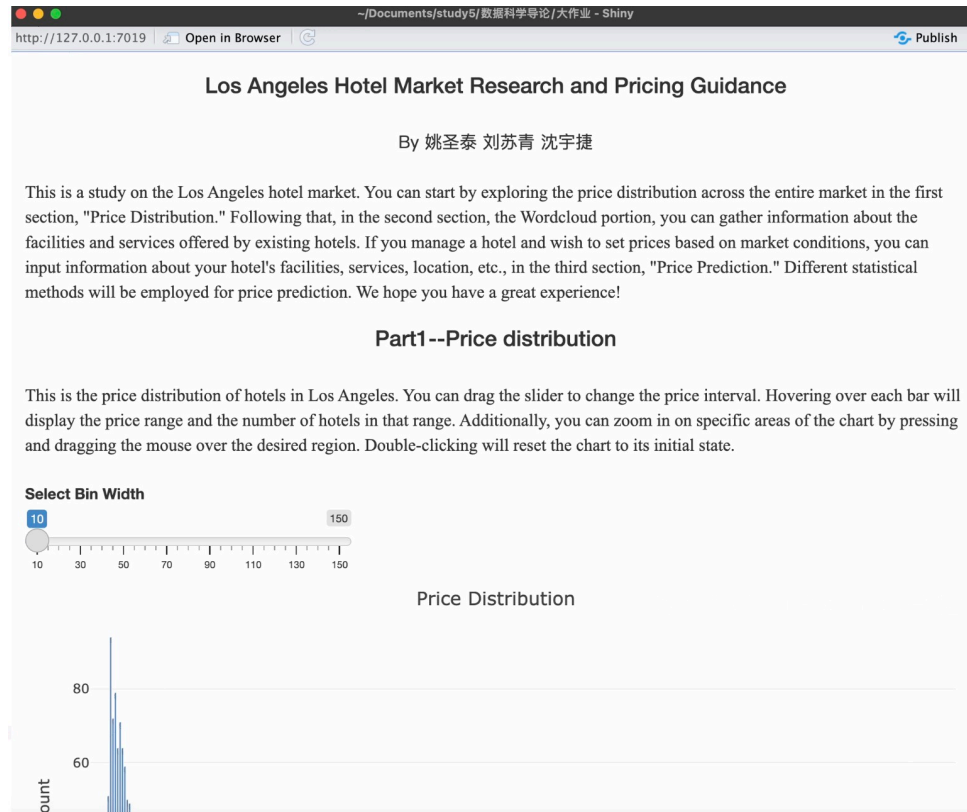 ~/Documents/study5/数据科学导论/大作业 - Shiny
http://127.0.0.1:7019 Open in Browser Publish
Los Angeles Hotel Market Research and Pricing Guidance
By 姚圣泰 刘苏青 沈宇捷
This is a study on the Los Angeles hotel market. You can start by exploring the price distribution across the entire market in the first
section, "Price Distribution." Following that, in the second section, the Wordcloud portion, you can gather information about the
facilities and services offered by existing hotels. If you manage a hotel and wish to set prices based on market conditions, you can
input information about your hotel's facilities, services, location, etc., in the third section, "Price Prediction." Different statistical
methods will be employed for price prediction. We hope you have a great experience!
Part1--Price distribution
This is the price distribution of hotels in Los Angeles. You can drag the slider to change the price interval. Hovering over each bar will
display the price range and the number of hotels in that range. Additionally, you can zoom in on specific areas of the chart by pressing
and dragging the mouse over the desired region. Double-clicking will reset the chart to its initial state.
Select Bin Width
10 150
10 30 50 70 90 110 130 150
Price Distribution
80
60